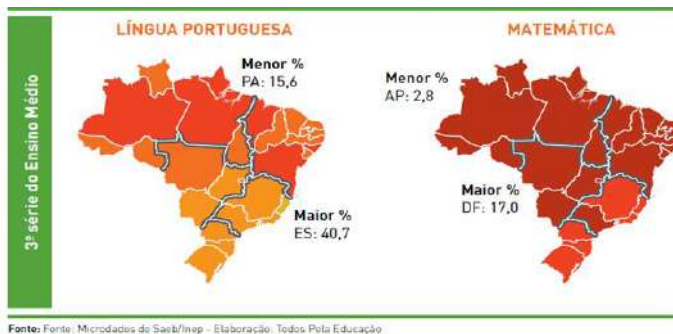 3ª série do Ensino Médio
LÍNGUA PORTUGUESA
Menor %
PA: 15,6
Maior %
ES: 40,7
MATEMÁTICA
Menor %
AP: 2,8
Maior %
DF: 17,0
Fonte: Fonte: Microdados do Saeb/Inep - Elaboração: Todos Pela Educação